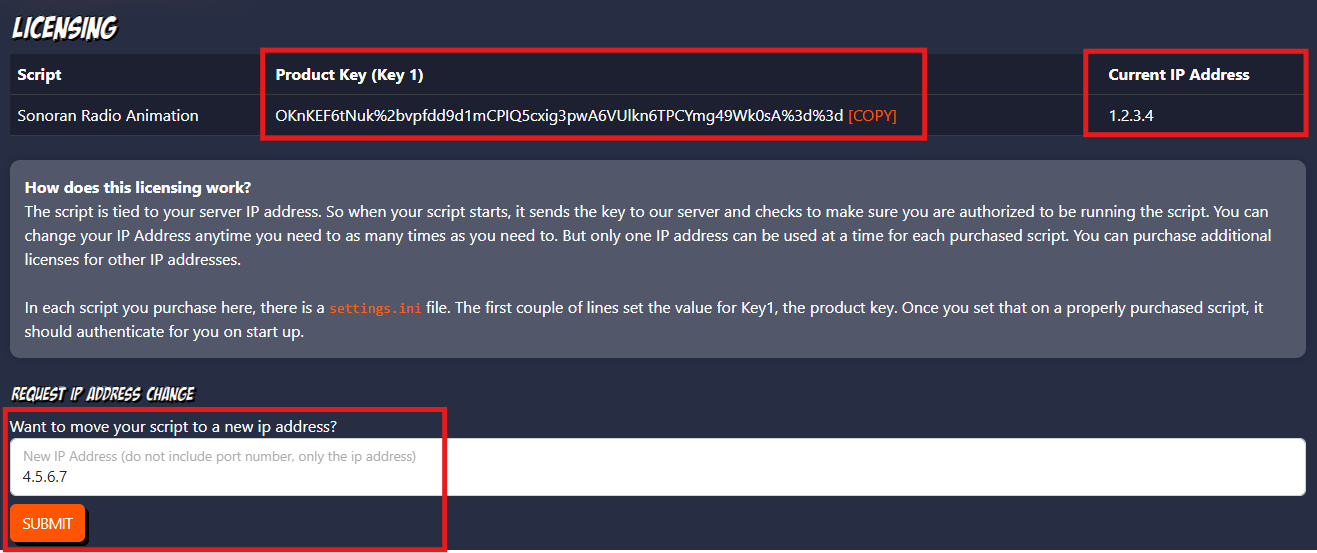 LICENSING
Script Product Key (Key 1) Current IP Address
Sonoran Radio Animation OKnKEF6tNuk%2bvpfdd9d1mCPIQ5cxig3pwA6VUlkn6TPCYmg49Wk0sA%3d%3d [COPY] 1.2.3.4
How does this licensing work?
The script is tied to your server IP address. So when your script starts, it sends the key to our server and checks to make sure you are authorized to be running the script. You can
change your IP Address anytime you need to as many times as you need to. But only one IP address can be used at a time for each purchased script. You can purchase additional
licenses for other IP addresses.
In each script you purchase here, there is a settings.ini file. The first couple of lines set the value for Key1, the product key. Once you set that on a properly purchased script, it
should authenticate for you on start up.
REQUEST IP ADDRESS CHANGE
Want to move your script to a new ip address?
New IP Address (do not include port number, only the ip address)
4.5.6.7
SUBMIT